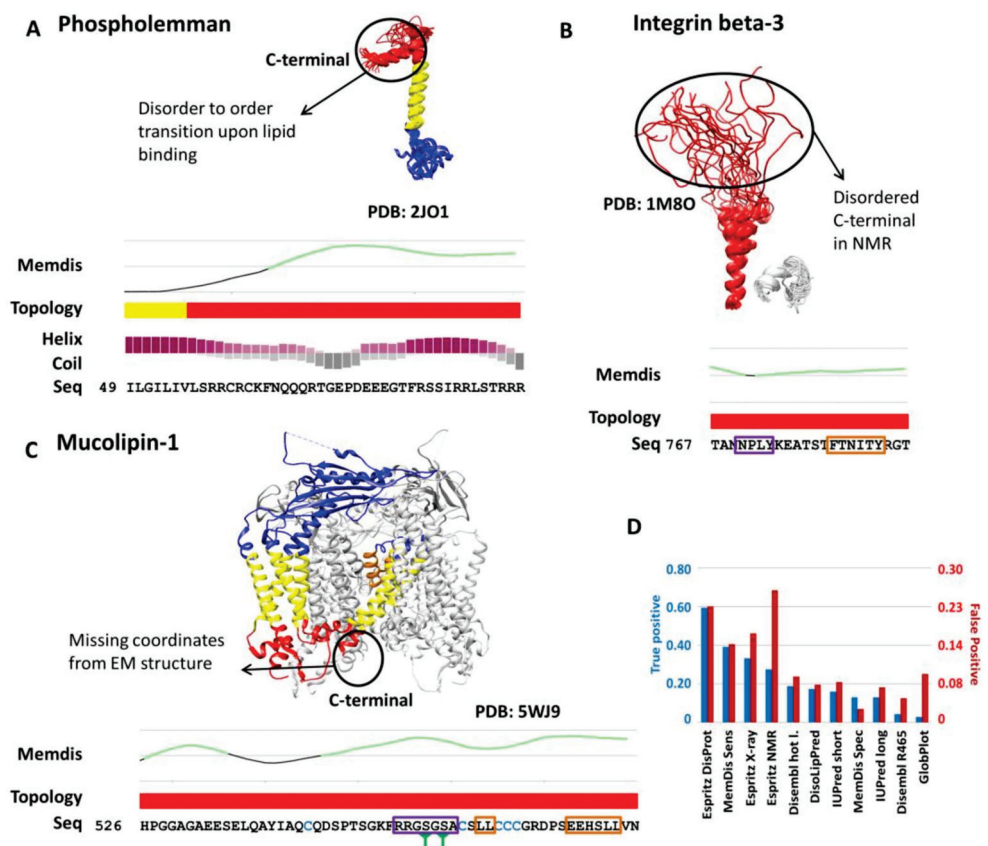 A Phospholemman
C-terminal
Disorder to order
transition upon lipid
binding
PDB: 2JO1
Memdis
Topology
Helix
Coil
Seq 49 ILGILIVLSRRCRCKFNQQQRTGEPDEEEGTFRSSIRRLSTRRR
B Integrin beta-3
PDB: 1M8O
Disordered
C-terminal
in NMR
Memdis
Topology
Seq 767 TANNPLYKEATSTFTNITYRGT
C Mucolipin-1
Missing coordinates
from EM structure
C-terminal
PDB: 5WJ9
Memdis
Topology
Seq 526 HPGGAGAEESELQAYIAQCQDSPTSGKFRRGSGSACSLLCCCGRDPSEEHSLLVN
D
0.80
0.60
0.40
0.20
0
True positive
0.30
0.23
0.14
0.08
0
False Positive
Espritz DisProt
MemDis Sens
Espritz X-ray
Espritz NMR
Disembl hot l.
DisoLipPred
IUPred short
MemDis Spec
IUPred long
Disembl R465
GlobPlot